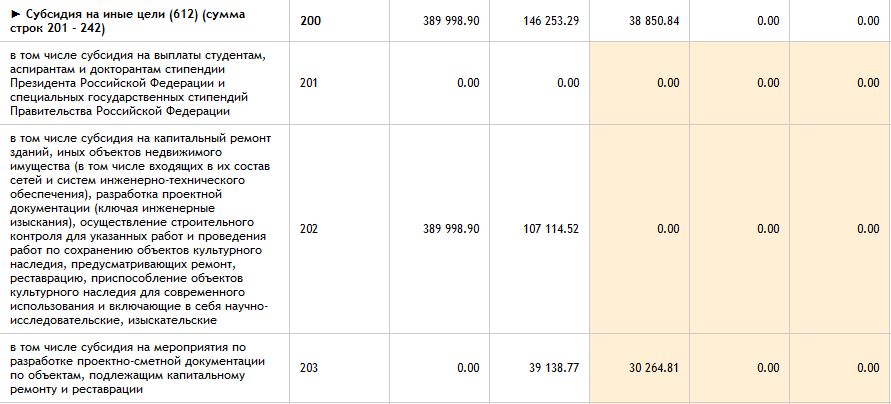 ► Субсидия на иные цели (612) (сумма
строк 201 - 242)
200
389 998.90
146 253.29
38 850.84
0.00
0.00
в том числе субсидия на выплаты студентам,
аспирантам и докторантам стипендии
Президента Российской Федерации и
специальных государственных стипендий
Правительства Российской Федерации
201
0.00
0.00
0.00
0.00
0.00
в том числе субсидия на капитальный ремонт
зданий, иных объектов недвижимого
имущества (в том числе входящих в их состав
сетей и систем инженерно-технического
обеспечения), разработка проектной
документации (ключая инженерные
изыскания), осуществление строительного
контроля для указанных работ и проведения
работ по сохранению объектов культурного
наследия, предусматривающих ремонт,
реставрацию, приспособление объектов
культурного наследия для современного
использования и включающие в себя научно-
исследовательские, изыскательские
202
389 998.90
107 114.52
0.00
0.00
0.00
в том числе субсидия на мероприятия по
разработке проектно-сметной документации
по объектам, подлежащим капитальному
ремонту и реставрации
203
0.00
39 138.77
30 264.81
0.00
0.00